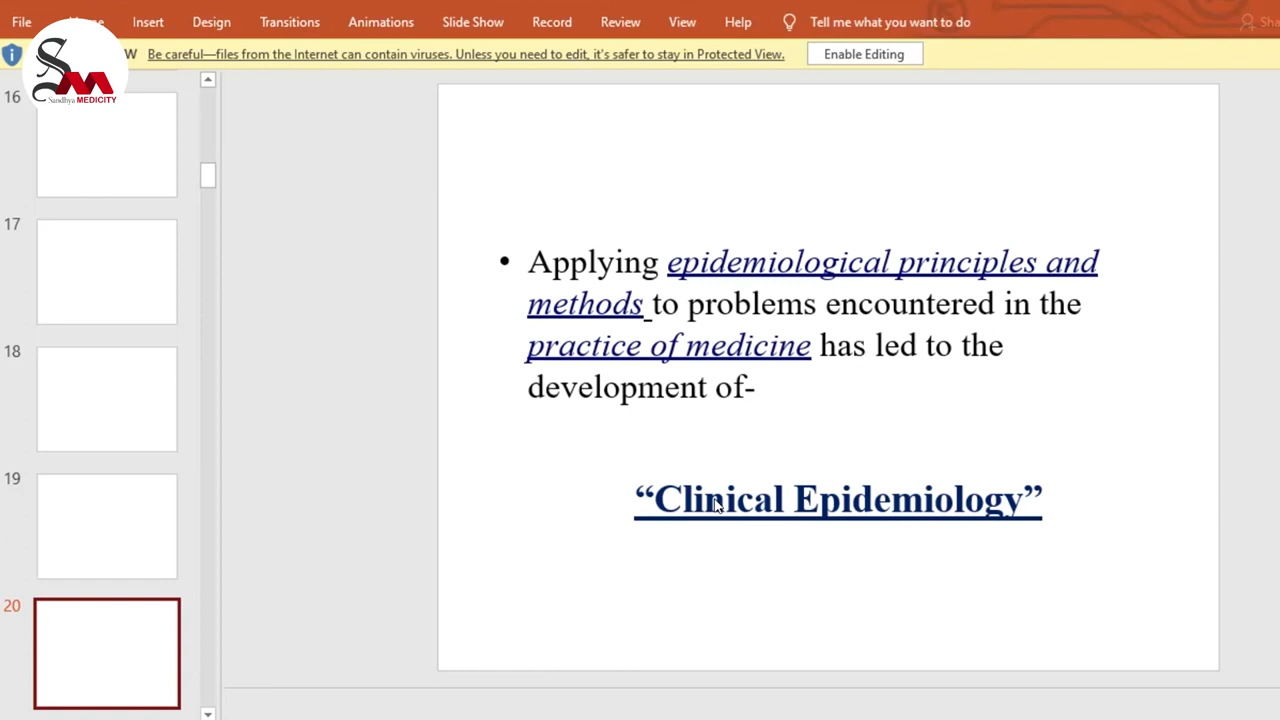 File Home Insert Design Transitions Animations Slide Show Record Review View Help Tell me what you want to do Sha
W Be careful—files from the Internet can contain viruses. Unless you need to edit, it's safer to stay in Protected View. Enable Editing
SM
Sandhya MEDICITY
16
17
18
19
20
• Applying epidemiological principles and
methods to problems encountered in the
practice of medicine has led to the
development of-
“Clinical Epidemiology”